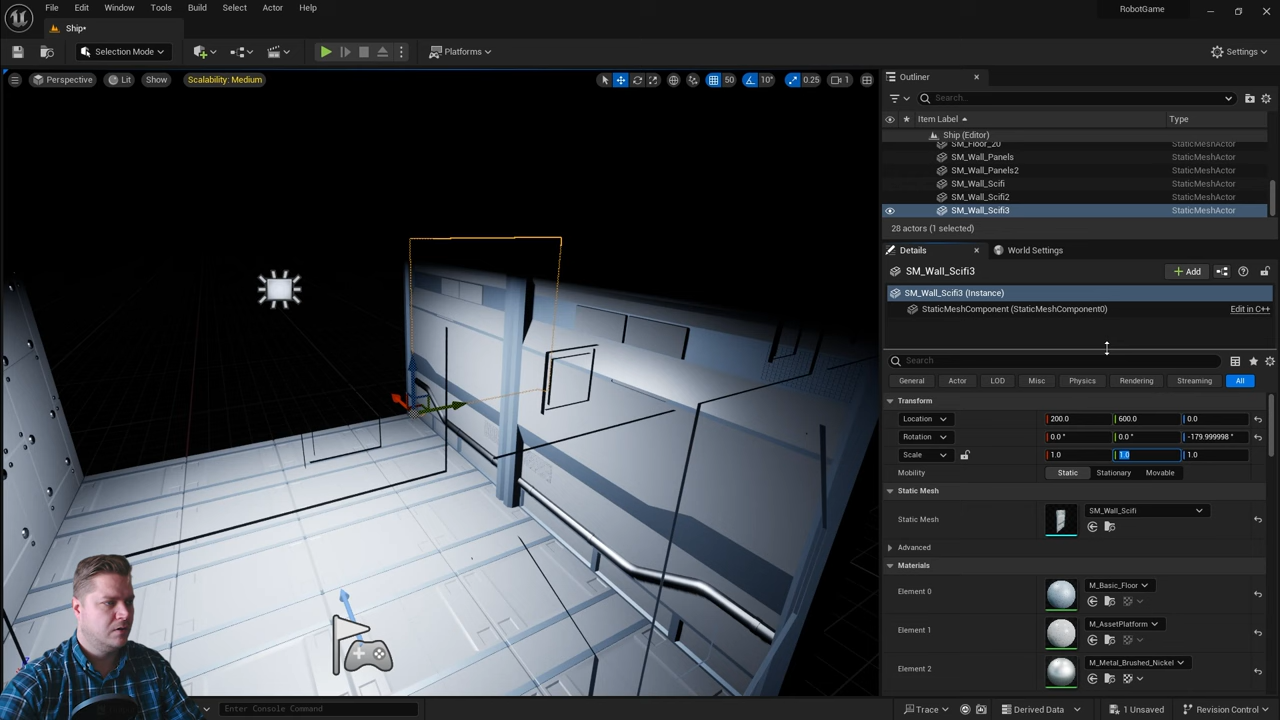 File Edit Window Tools Build Select Actor Help
RobotGame
Ship•
Selection Mode
Platforms
Settings
Perspective
Lit
Show
Scalability: Medium
50
10°
0.25
1
Outliner
Search...
Item Label
Type
Ship (Editor)
SM_Floor_20 StaticMeshActor
SM_Wall_Panels StaticMeshActor
SM_Wall_Panels2 StaticMeshActor
SM_Wall_Scifi StaticMeshActor
SM_Wall_Scifi2 StaticMeshActor
SM_Wall_Scifi3 StaticMeshActor
28 actors (1 selected)
Details
World Settings
SM_Wall_Scifi3
+ Add
SM_Wall_Scifi3 (Instance)
StaticMeshComponent (StaticMeshComponent0)
Edit in C++
Search
General Actor LOD Misc Physics Rendering Streaming All
Transform
Location 200.0 600.0 0.0
Rotation 0.0 ° 0.0 ° -179.999998 °
Scale 1.0 1.0 1.0
Mobility Static Stationary Movable
Static Mesh
Static Mesh SM_Wall_Scifi
Advanced
Materials
Element 0 M_Basic_Floor
Element 1 M_AssetPlatform
Element 2 M_Metal_Brushed_Nickel
Enter Console Command
Trace
Derived Data
1 Unsaved
Revision Control